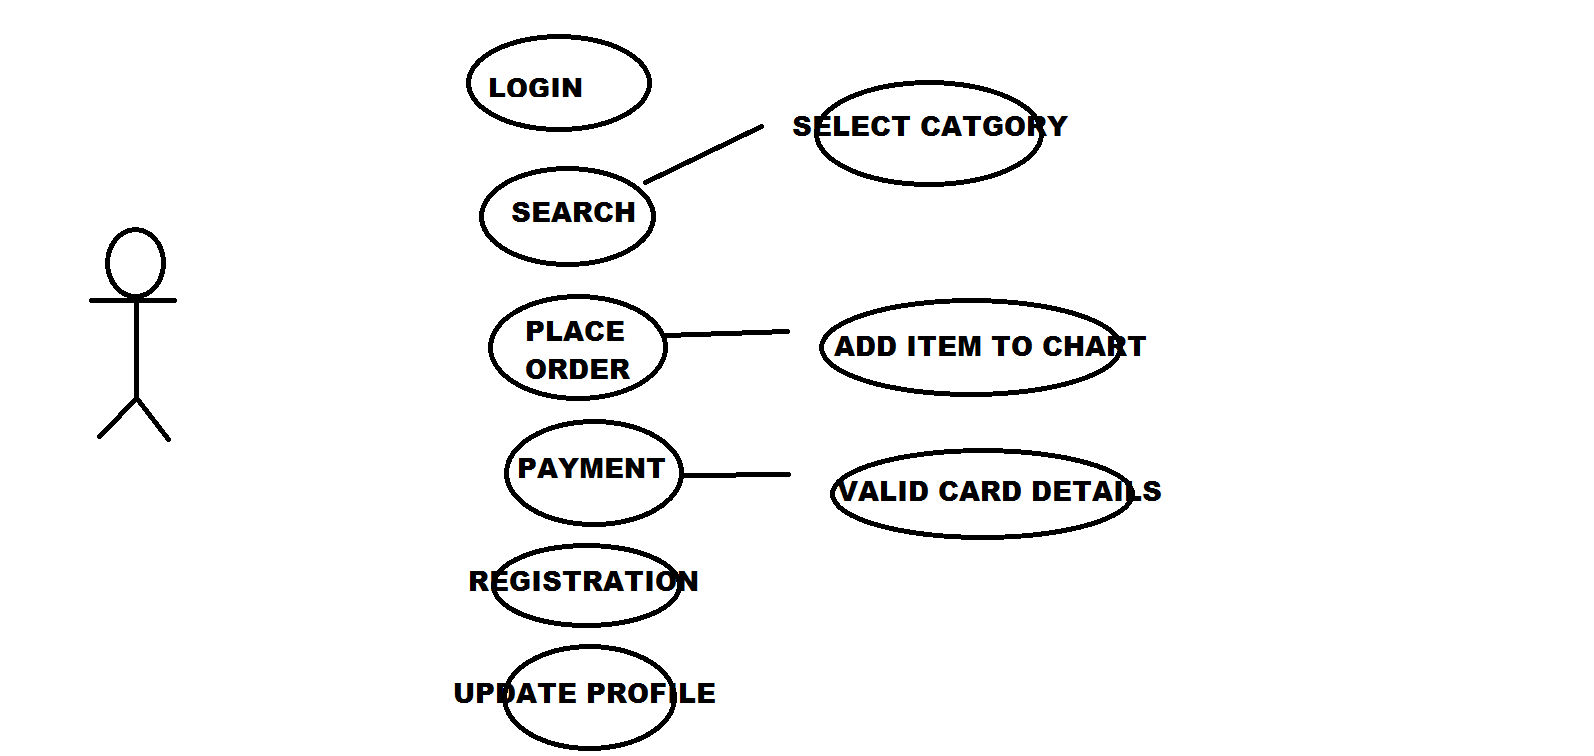 LOGIN
SELECT CATGORY
SEARCH
PLACE
ORDER
ADD ITEM TO CHART
PAYMENT
VALID CARD DETAILS
REGISTRATION
UPDATE PROFILE